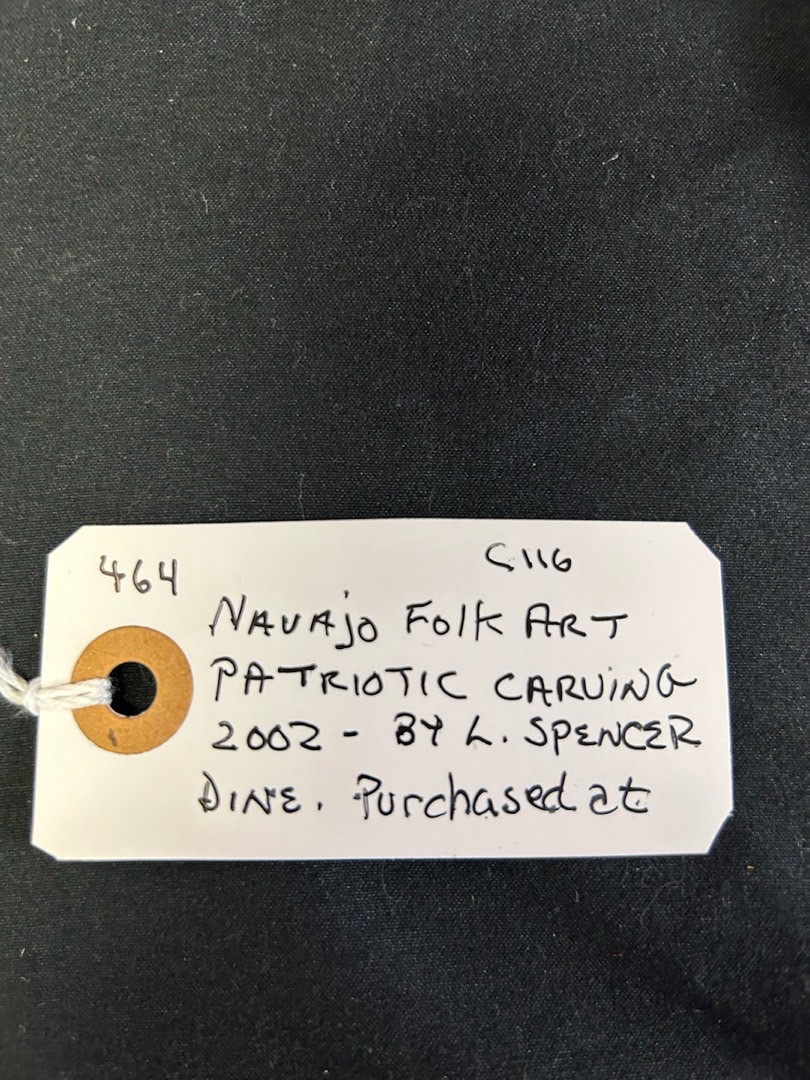 464
C116
NAVAJO FOlK ART
PATRIOTIC CARVING
2002 - BY L. SPENCER
DINE. Purchased at